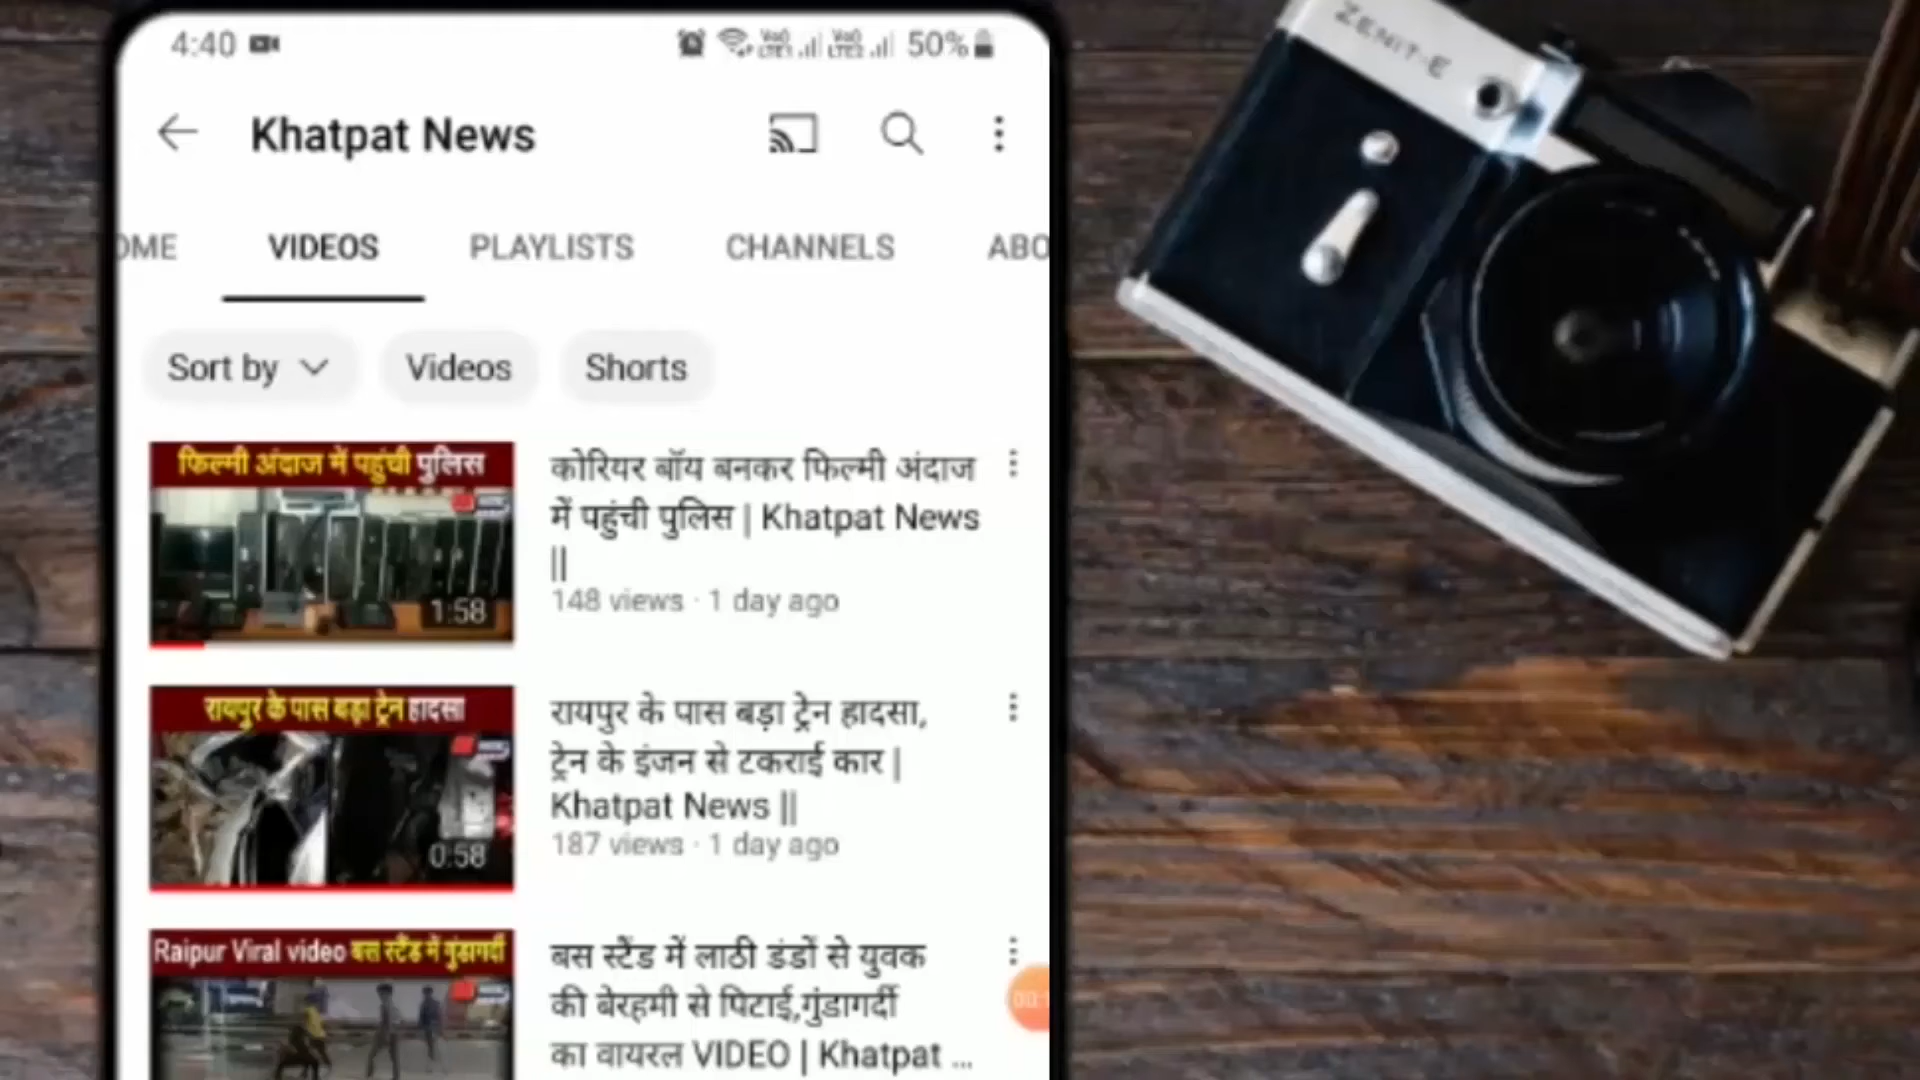 4:40
50%
Khatpat News
OME VIDEOS PLAYLISTS CHANNELS ABO
Sort by Videos Shorts
फिल्मी अंदाज में पहुंची पुलिस
1:58
कोरियर बॉय बनकर फिल्मी अंदाज
में पहुंची पुलिस | Khatpat News
||
148 views · 1 day ago
रायपुर के पास बड़ा ट्रेन हादसा
0:58
रायपुर के पास बड़ा ट्रेन हादसा,
ट्रेन के इंजन से टकराई कार |
Khatpat News ||
187 views · 1 day ago
Raipur Viral video बस स्टैंड में गुंडागर्दी
बस स्टैंड में लाठी डंडों से युवक
की बेरहमी से पिटाई,गुंडागर्दी
का वायरल VIDEO | Khatpat ...
ZENIT-E